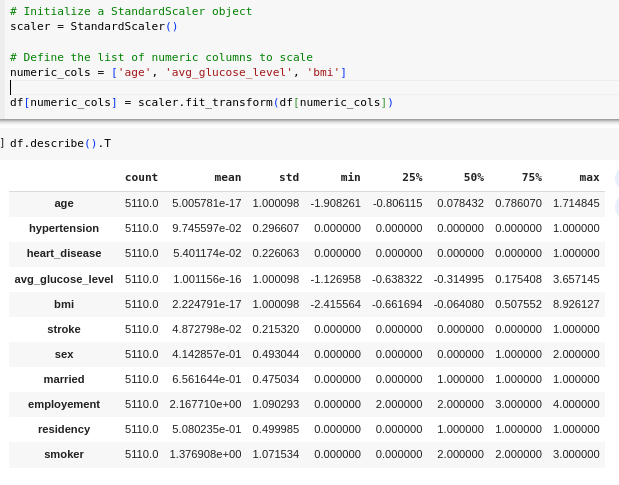 # Initialize a StandardScaler object
scaler = StandardScaler()
# Define the list of numeric columns to scale
numeric_cols = ['age', 'avg_glucose_level', 'bmi']
df[numeric_cols] = scaler.fit_transform(df[numeric_cols])
] df.describe().T
count mean std min 25% 50% 75% max
age 5110.0 5.005781e-17 1.000098 -1.908261 -0.806115 0.078432 0.786070 1.714845
hypertension 5110.0 9.745597e-02 0.296607 0.000000 0.000000 0.000000 0.000000 1.000000
heart_disease 5110.0 5.401174e-02 0.226063 0.000000 0.000000 0.000000 0.000000 1.000000
avg_glucose_level 5110.0 1.001156e-16 1.000098 -1.126958 -0.638322 -0.314995 0.175408 3.657145
bmi 5110.0 2.224791e-17 1.000098 -2.415564 -0.661694 -0.064080 0.507552 8.926127
stroke 5110.0 4.872798e-02 0.215320 0.000000 0.000000 0.000000 0.000000 1.000000
sex 5110.0 4.142857e-01 0.493044 0.000000 0.000000 0.000000 1.000000 2.000000
married 5110.0 6.561644e-01 0.475034 0.000000 0.000000 1.000000 1.000000 1.000000
employement 5110.0 2.167710e+00 1.090293 0.000000 2.000000 2.000000 3.000000 4.000000
residency 5110.0 5.080235e-01 0.499985 0.000000 0.000000 1.000000 1.000000 1.000000
smoker 5110.0 1.376908e+00 1.071534 0.000000 0.000000 2.000000 2.000000 3.000000